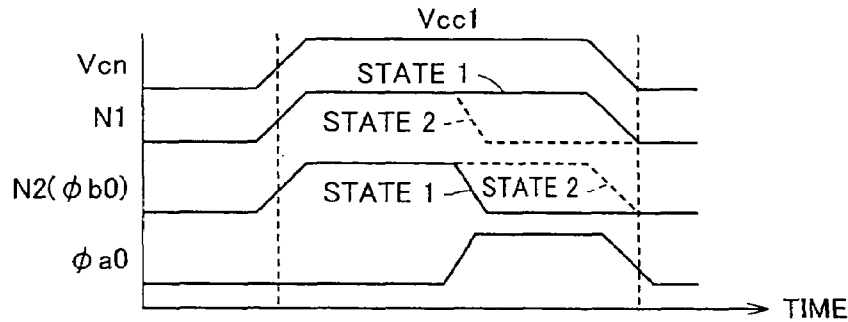 Vcc1
Vcn
STATE 1
N1
STATE 2
N2(φb0)
STATE 1
STATE 2
φa0
TIME